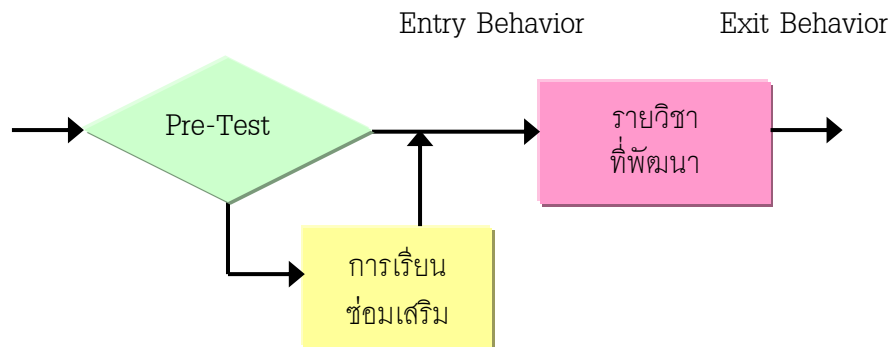 Entry Behavior
Exit Behavior
Pre-Test
รายวิชา
ที่พัฒนา
การเรียน
ซ่อมเสริม